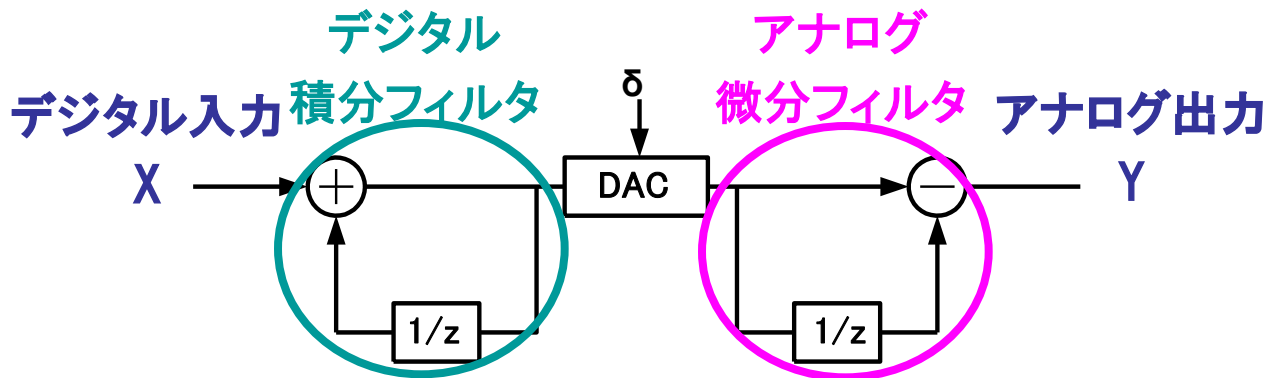 デジタル
積分フィルタ
アナログ
微分フィルタ
デジタル入力
X
δ
アナログ出力
Y
+
DAC
−
1/z
1/z